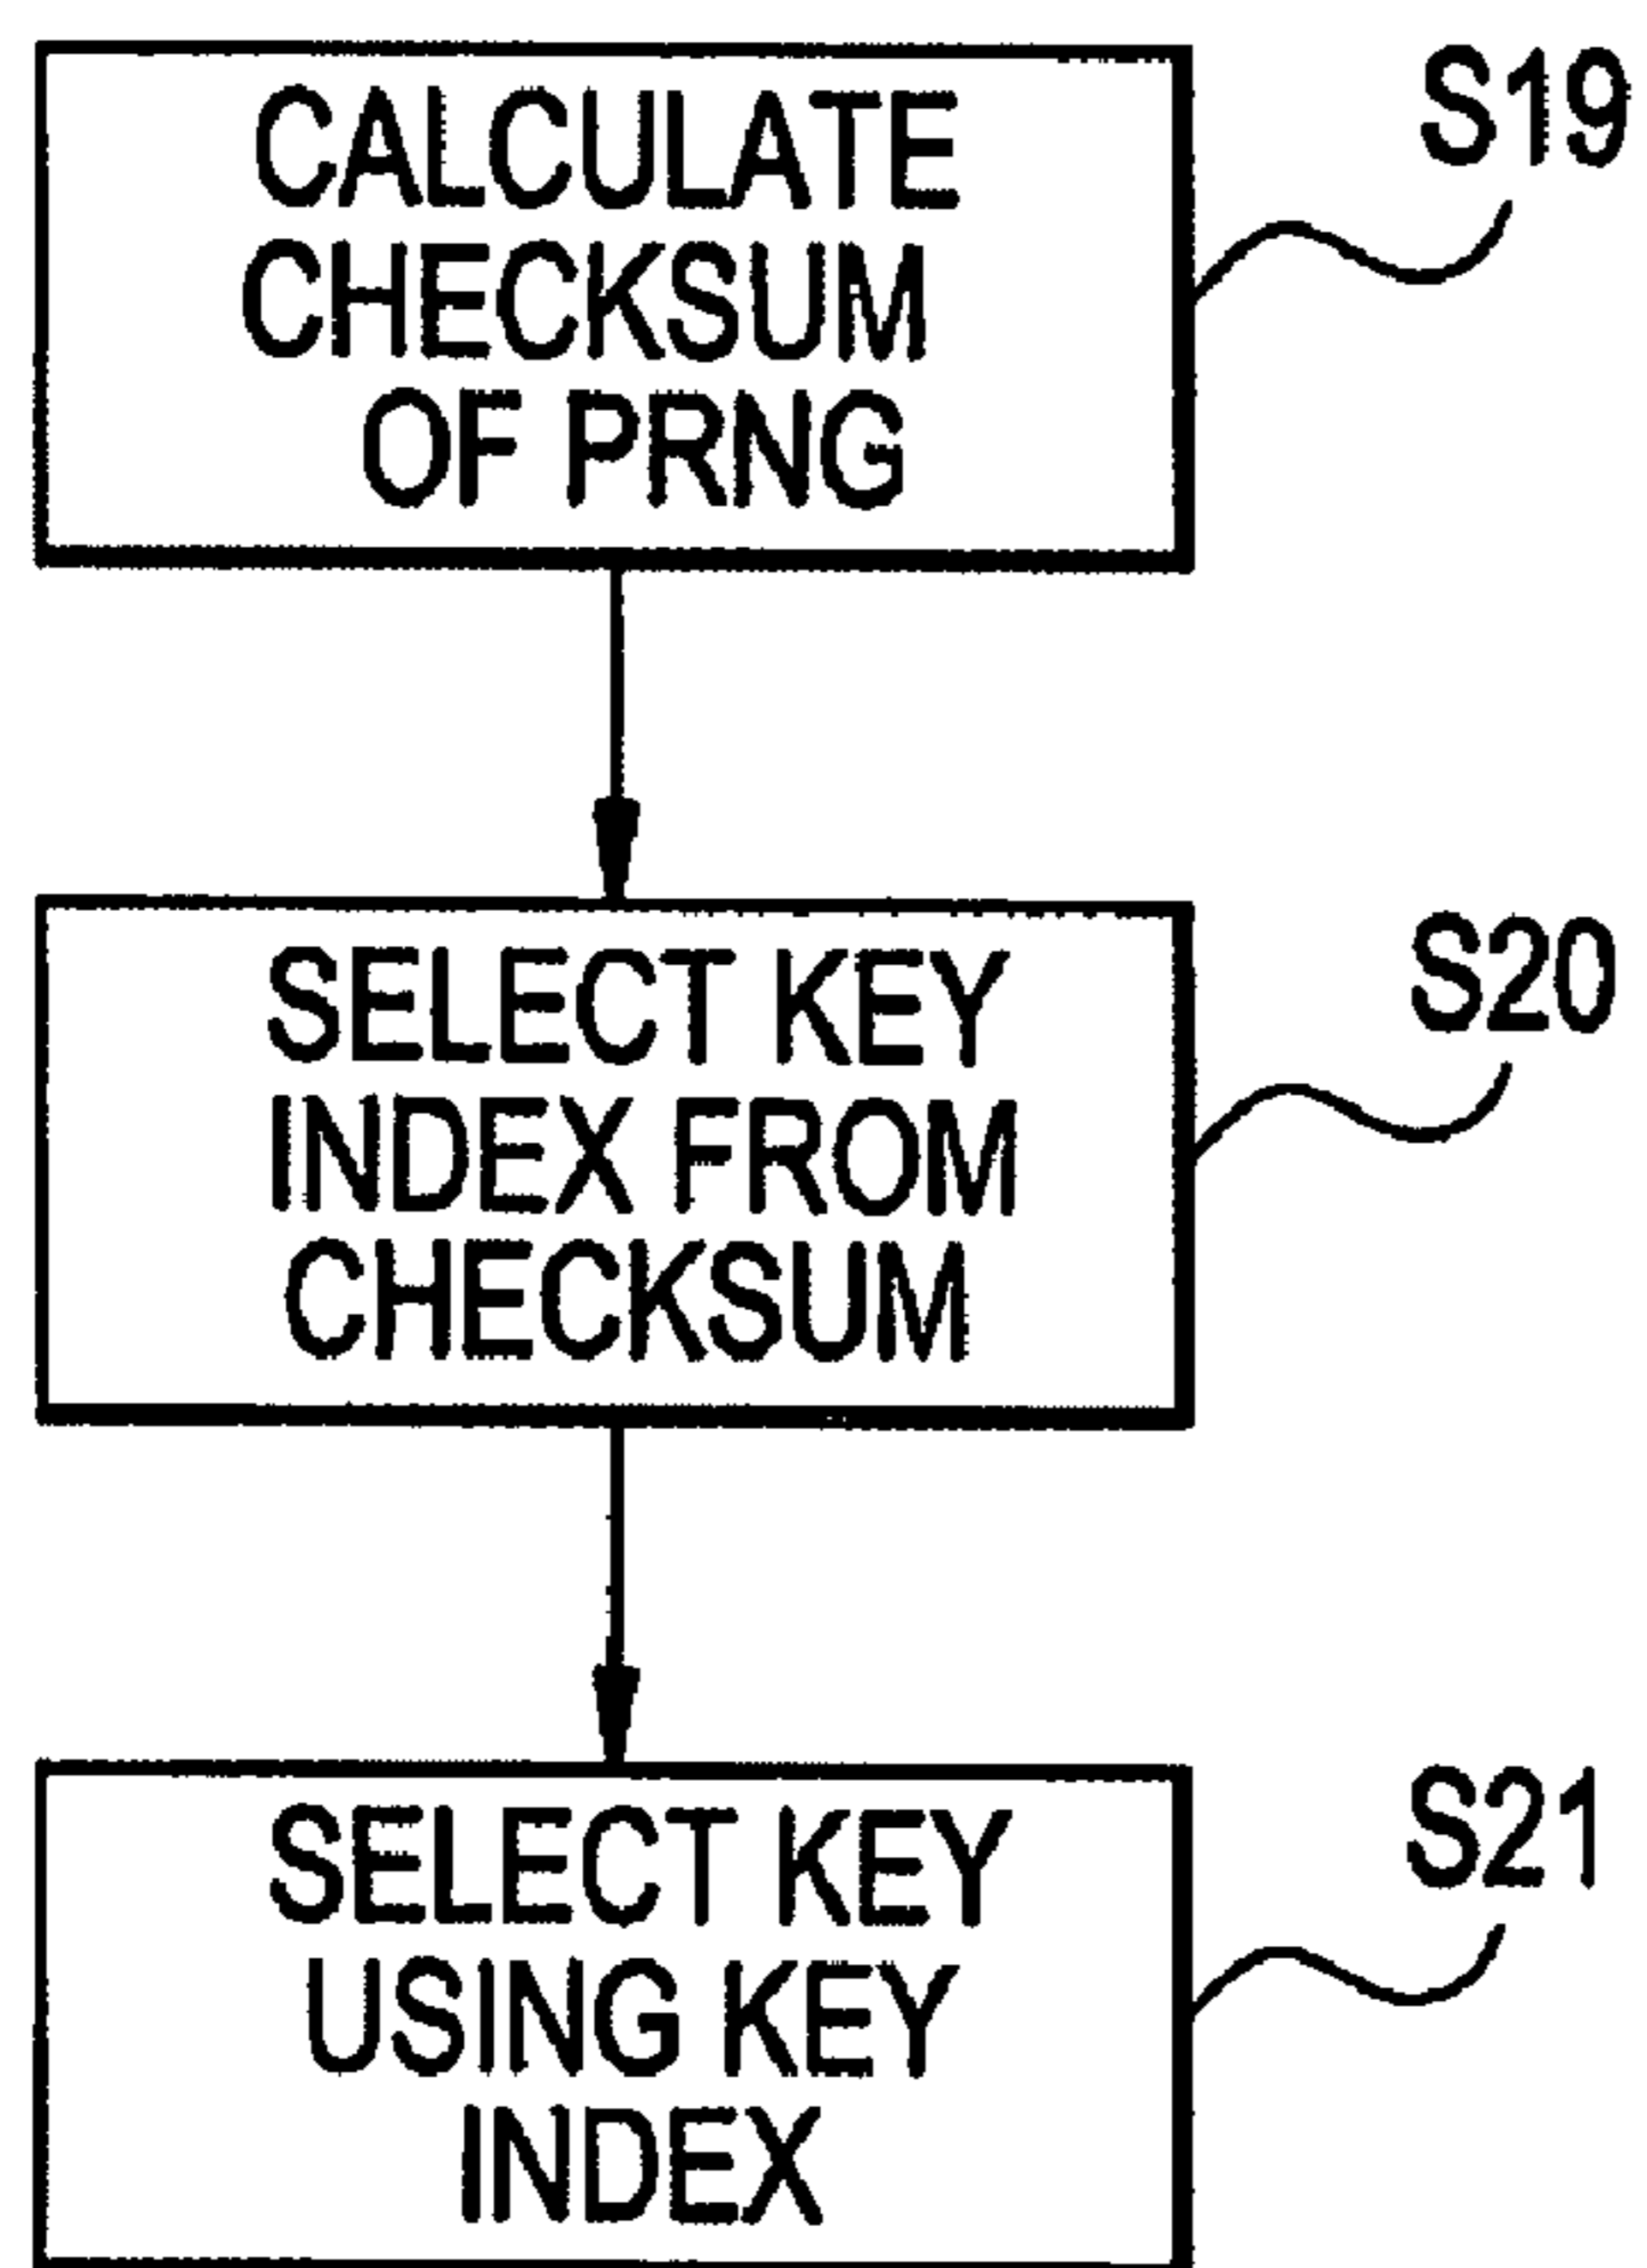 CALCULATE
CHECKSUM
OF PRNG
S19
SELECT KEY
INDEX FROM
CHECKSUM
S20
SELECT KEY
USING KEY
INDEX
S21